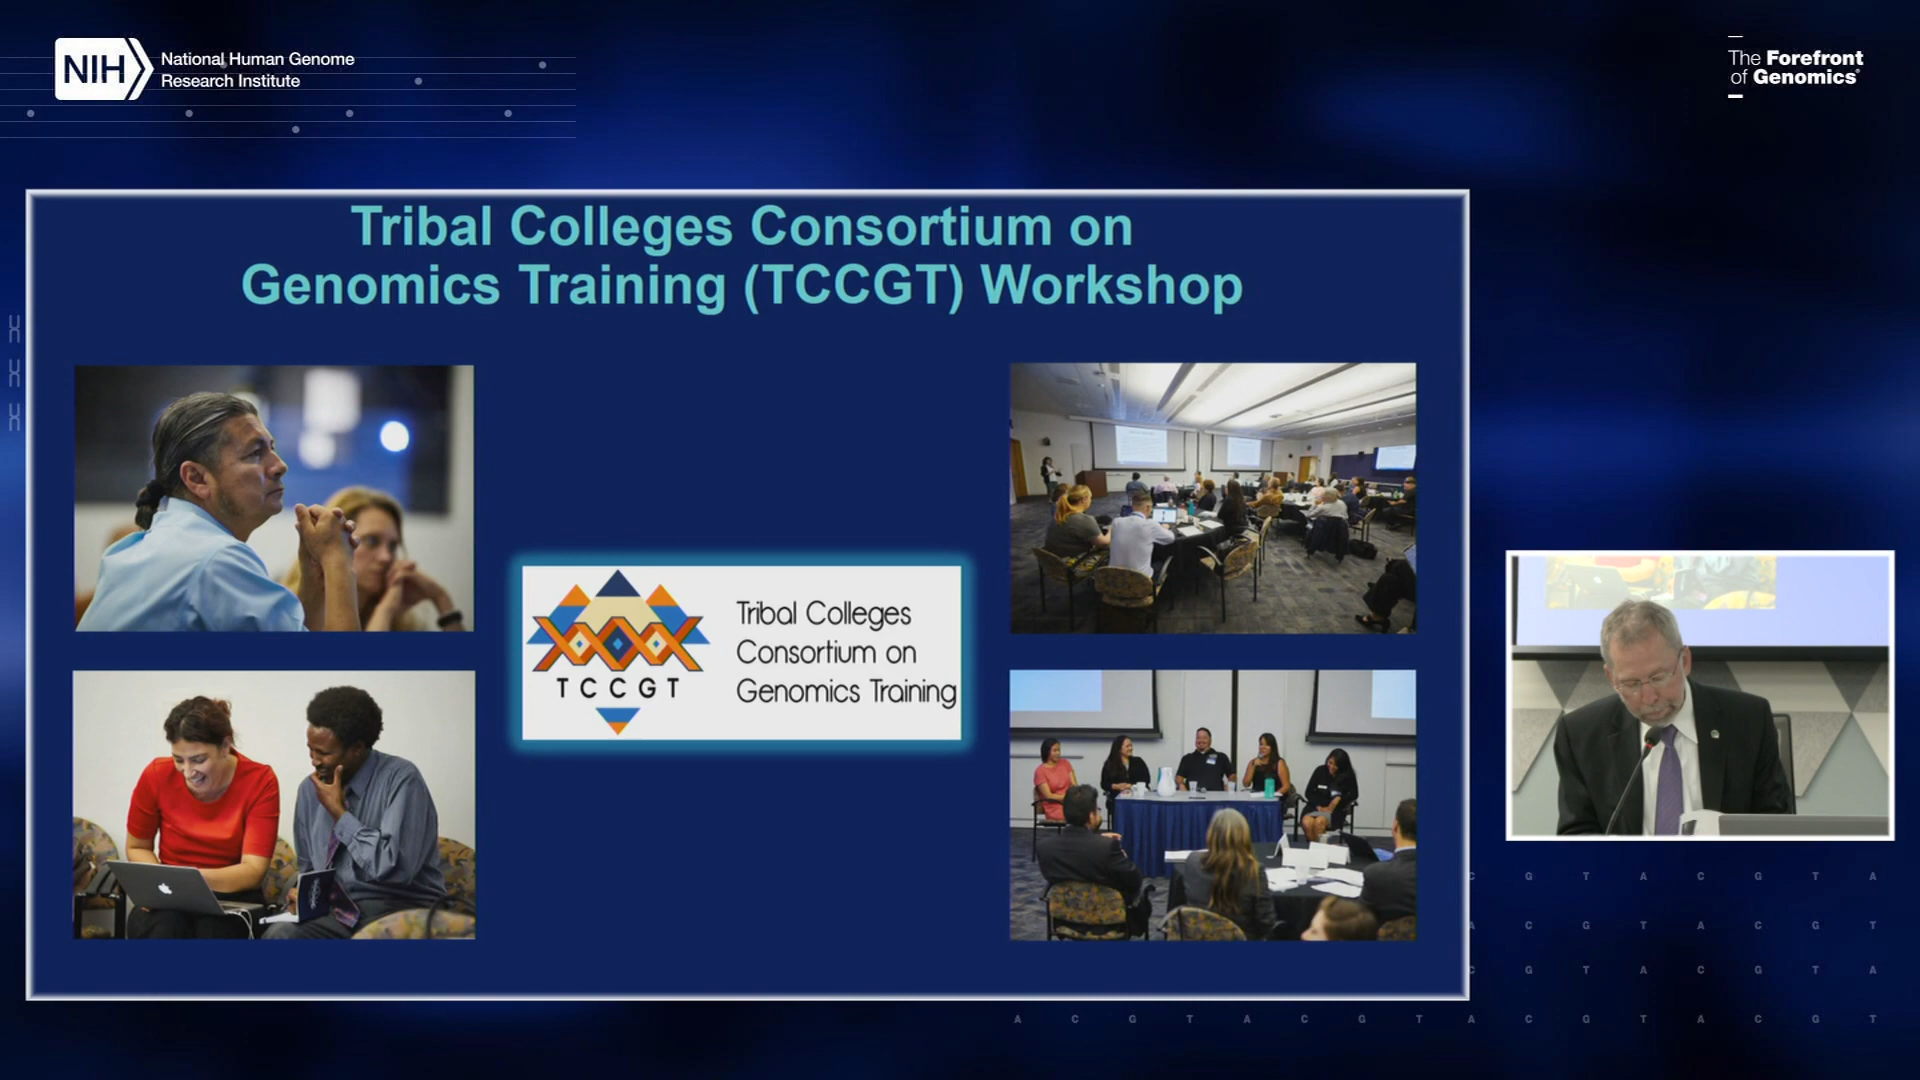 NIH
National Human Genome
Research Institute
The Forefront
of Genomics®
Tribal Colleges Consortium on
Genomics Training (TCCGT) Workshop
TCCGT
Tribal Colleges
Consortium on
Genomics Training
C G T A C G T A
A C G T A C G T
C G T A C G T A
A C G T A C G T A C G T A C G T